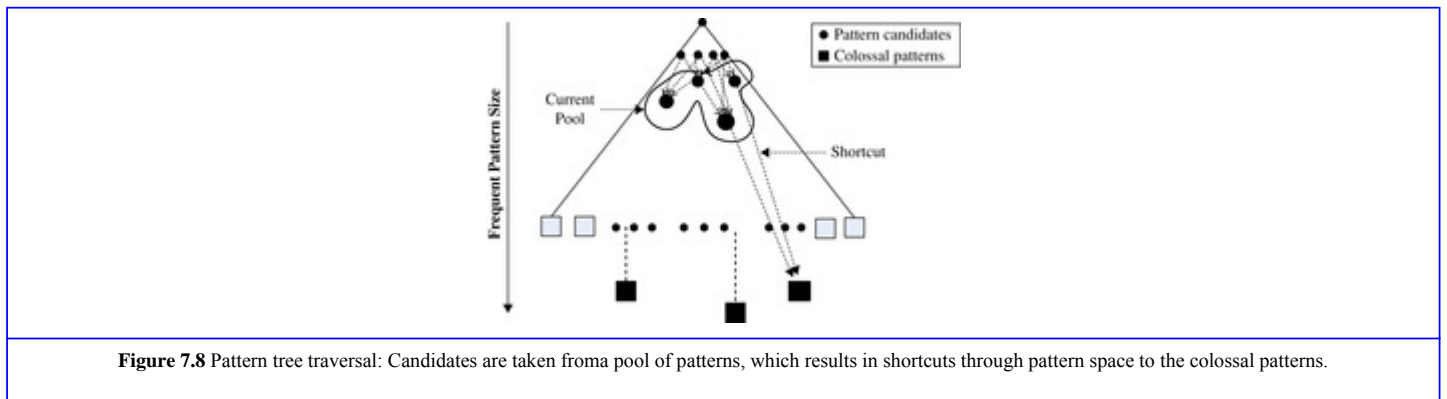 Pattern candidates
Colossal patterns
Current
Pool
Shortcut
Frequent Pattern Size
Figure 7.8 Pattern tree traversal: Candidates are taken froma pool of patterns, which results in shortcuts through pattern space to the colossal patterns.